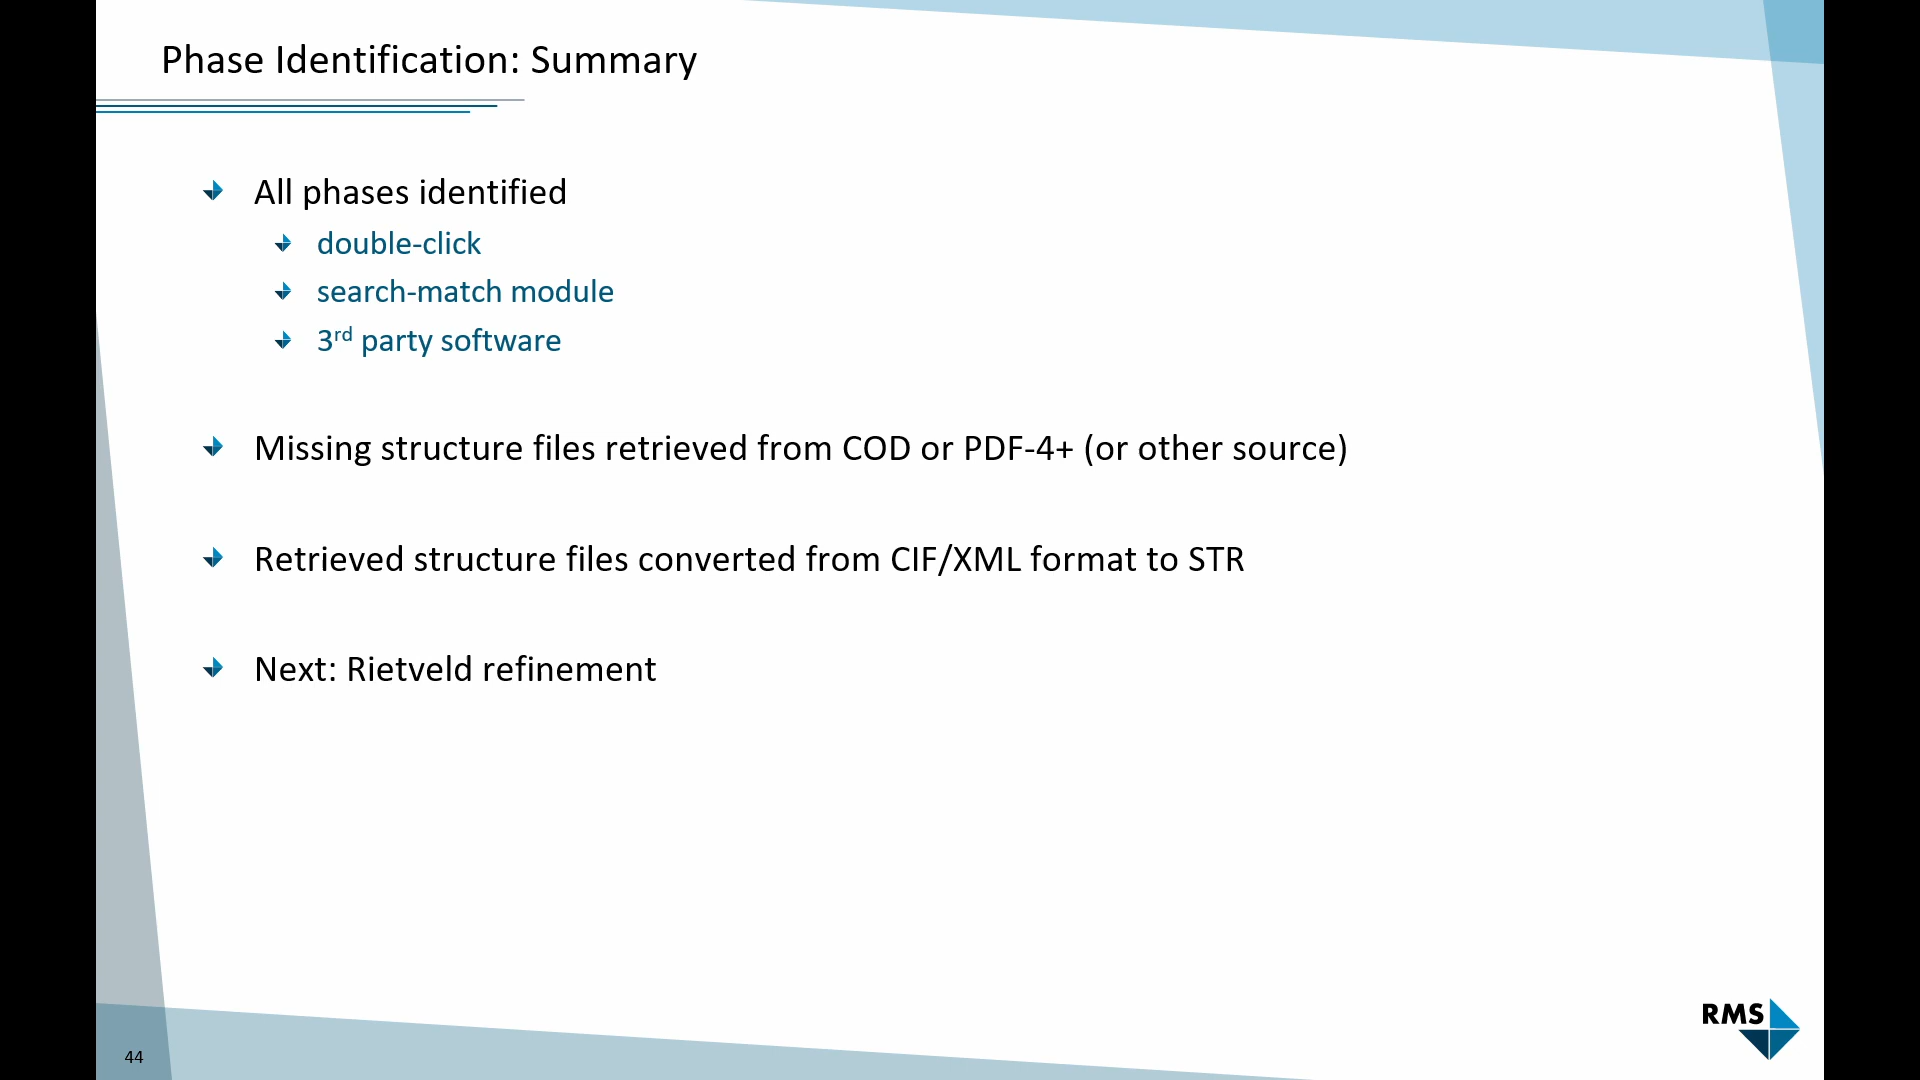 Phase Identification: Summary
All phases identified
double-click
search-match module
3rd party software
Missing structure files retrieved from COD or PDF-4+ (or other source)
Retrieved structure files converted from CIF/XML format to STR
Next: Rietveld refinement
RMS
44